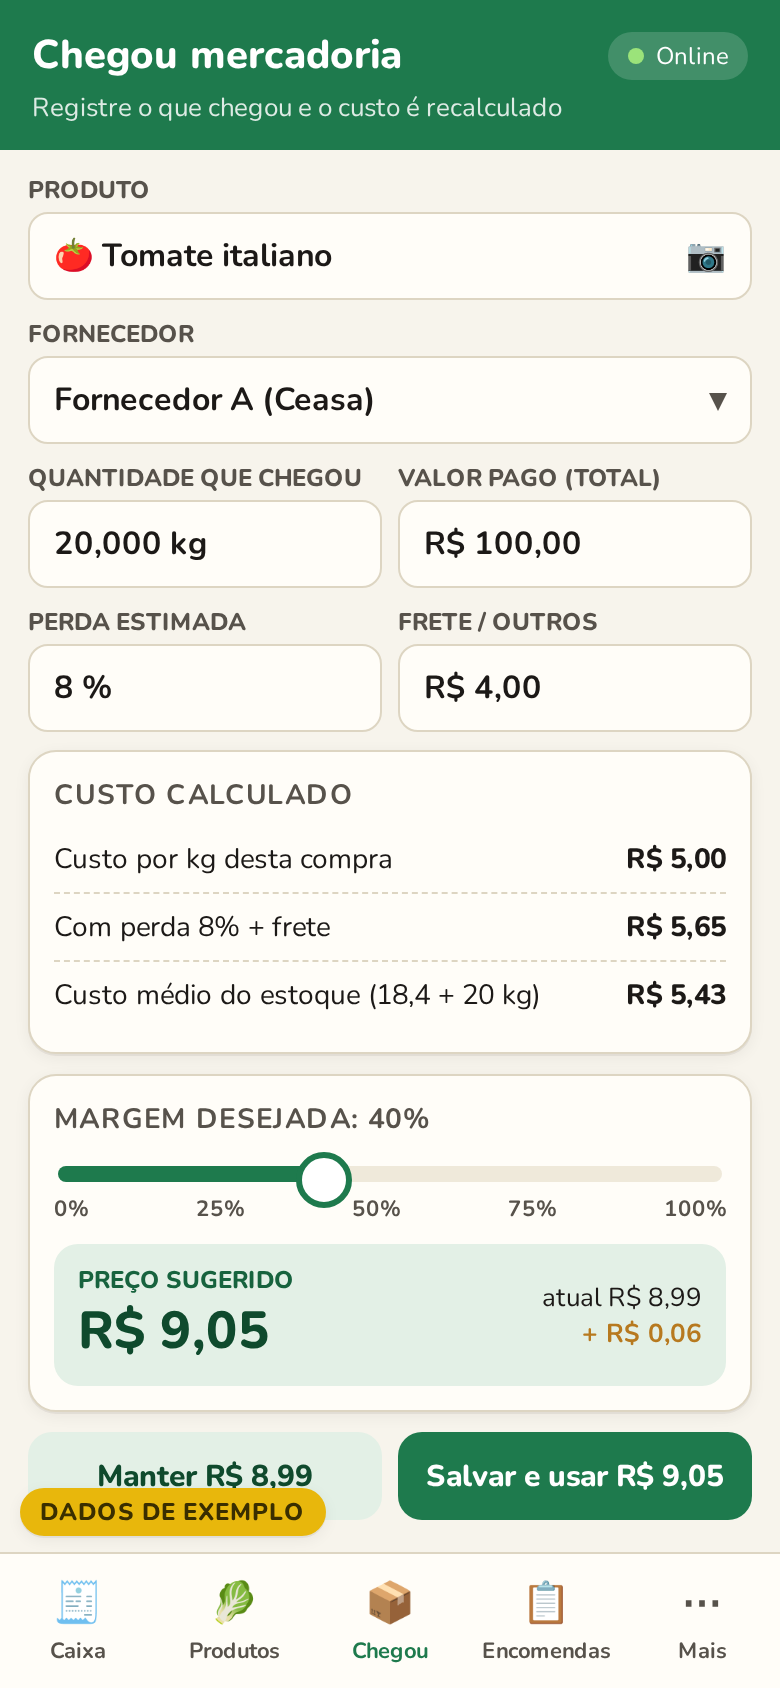 Chegou mercadoria
Online
Registre o que chegou e o custo é recalculado
PRODUTO
Tomate italiano
FORNECEDOR
Fornecedor A (Ceasa)
QUANTIDADE QUE CHEGOU
VALOR PAGO (TOTAL)
20,000 kg
R$ 100,00
PERDA ESTIMADA
FRETE / OUTROS
8 %
R$ 4,00
CUSTO CALCULADO
Custo por kg desta compra R$ 5,00
Com perda 8% + frete R$ 5,65
Custo médio do estoque (18,4 + 20 kg) R$ 5,43
MARGEM DESEJADA: 40%
0% 25% 50% 75% 100%
PREÇO SUGERIDO
R$ 9,05
atual R$ 8,99
+ R$ 0,06
Manter R$ 8,99
Salvar e usar R$ 9,05
DADOS DE EXEMPLO
Caixa
Produtos
Chegou
Encomendas
Mais